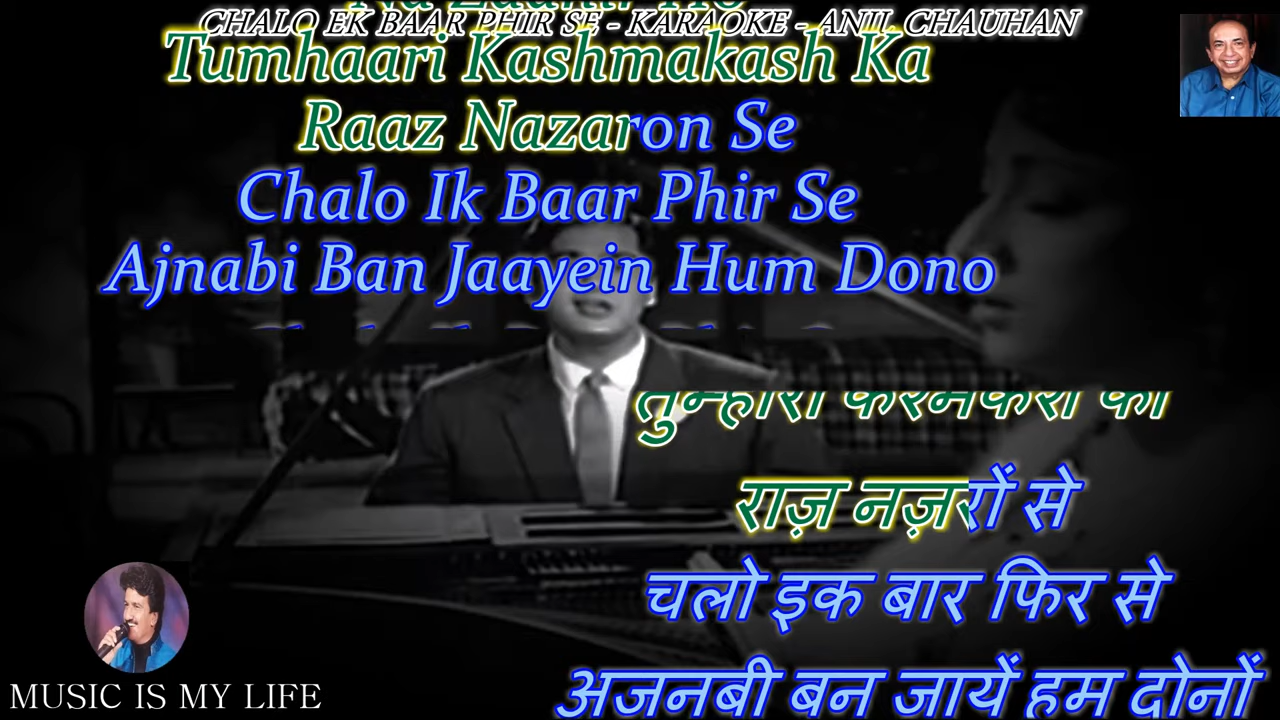 CHALO EK BAAR PHIR SE - KARAOKE - ANIL CHAUHAN
Tumhaari Kashmakash Ka
Raaz Nazaron Se
Chalo Ik Baar Phir Se
Ajnabi Ban Jaayein Hum Dono
राज़ नज़रों से
चलो इक बार फिर से
अजनबी बन जायें हम दोनों
MUSIC IS MY LIFE